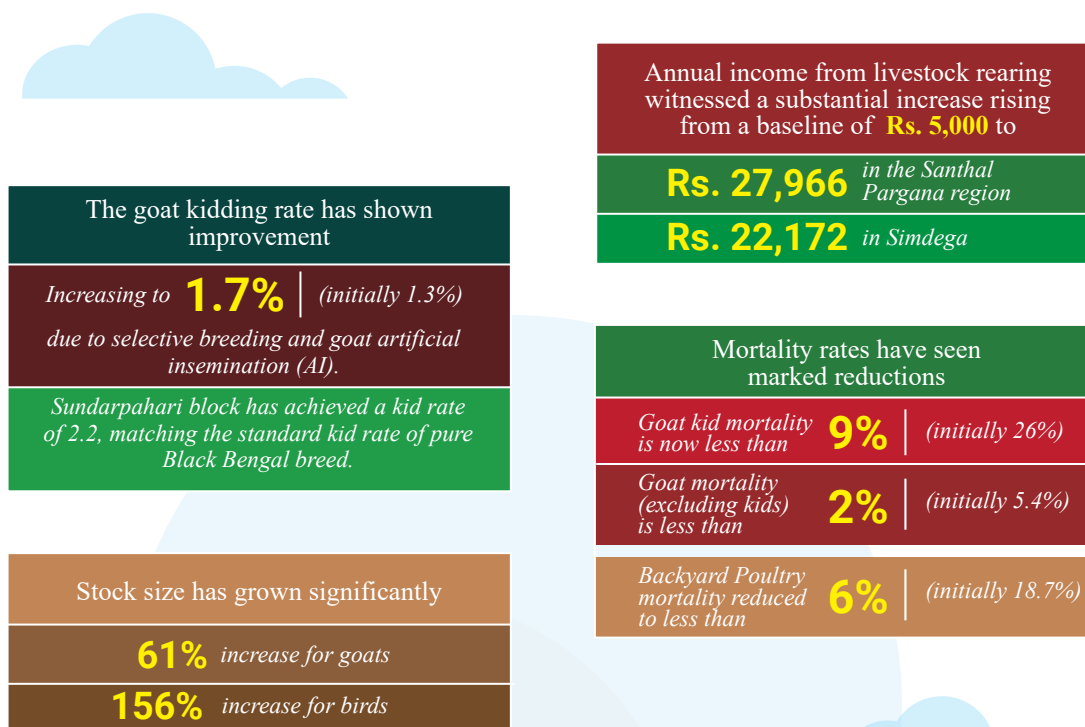 The goat kidding rate has shown
improvement
Increasing to 1.7% (initially 1.3%)
due to selective breeding and goat artificial
insemination (AI).
Sundarpahari block has achieved a kid rate
of 2.2, matching the standard kid rate of pure
Black Bengal breed.
Stock size has grown significantly
61% increase for goats
156% increase for birds
Annual income from livestock rearing
witnessed a substantial increase rising
from a baseline of Rs. 5,000 to
Rs. 27,966 in the Santhal
Pargana region
Rs. 22,172 in Simdega
Mortality rates have seen
marked reductions
Goat kid mortality
is now less than 9% (initially 26%)
Goat mortality
(excluding kids)
is less than 2% (initially 5.4%)
Backyard Poultry
mortality reduced
to less than 6% (initially 18.7%)